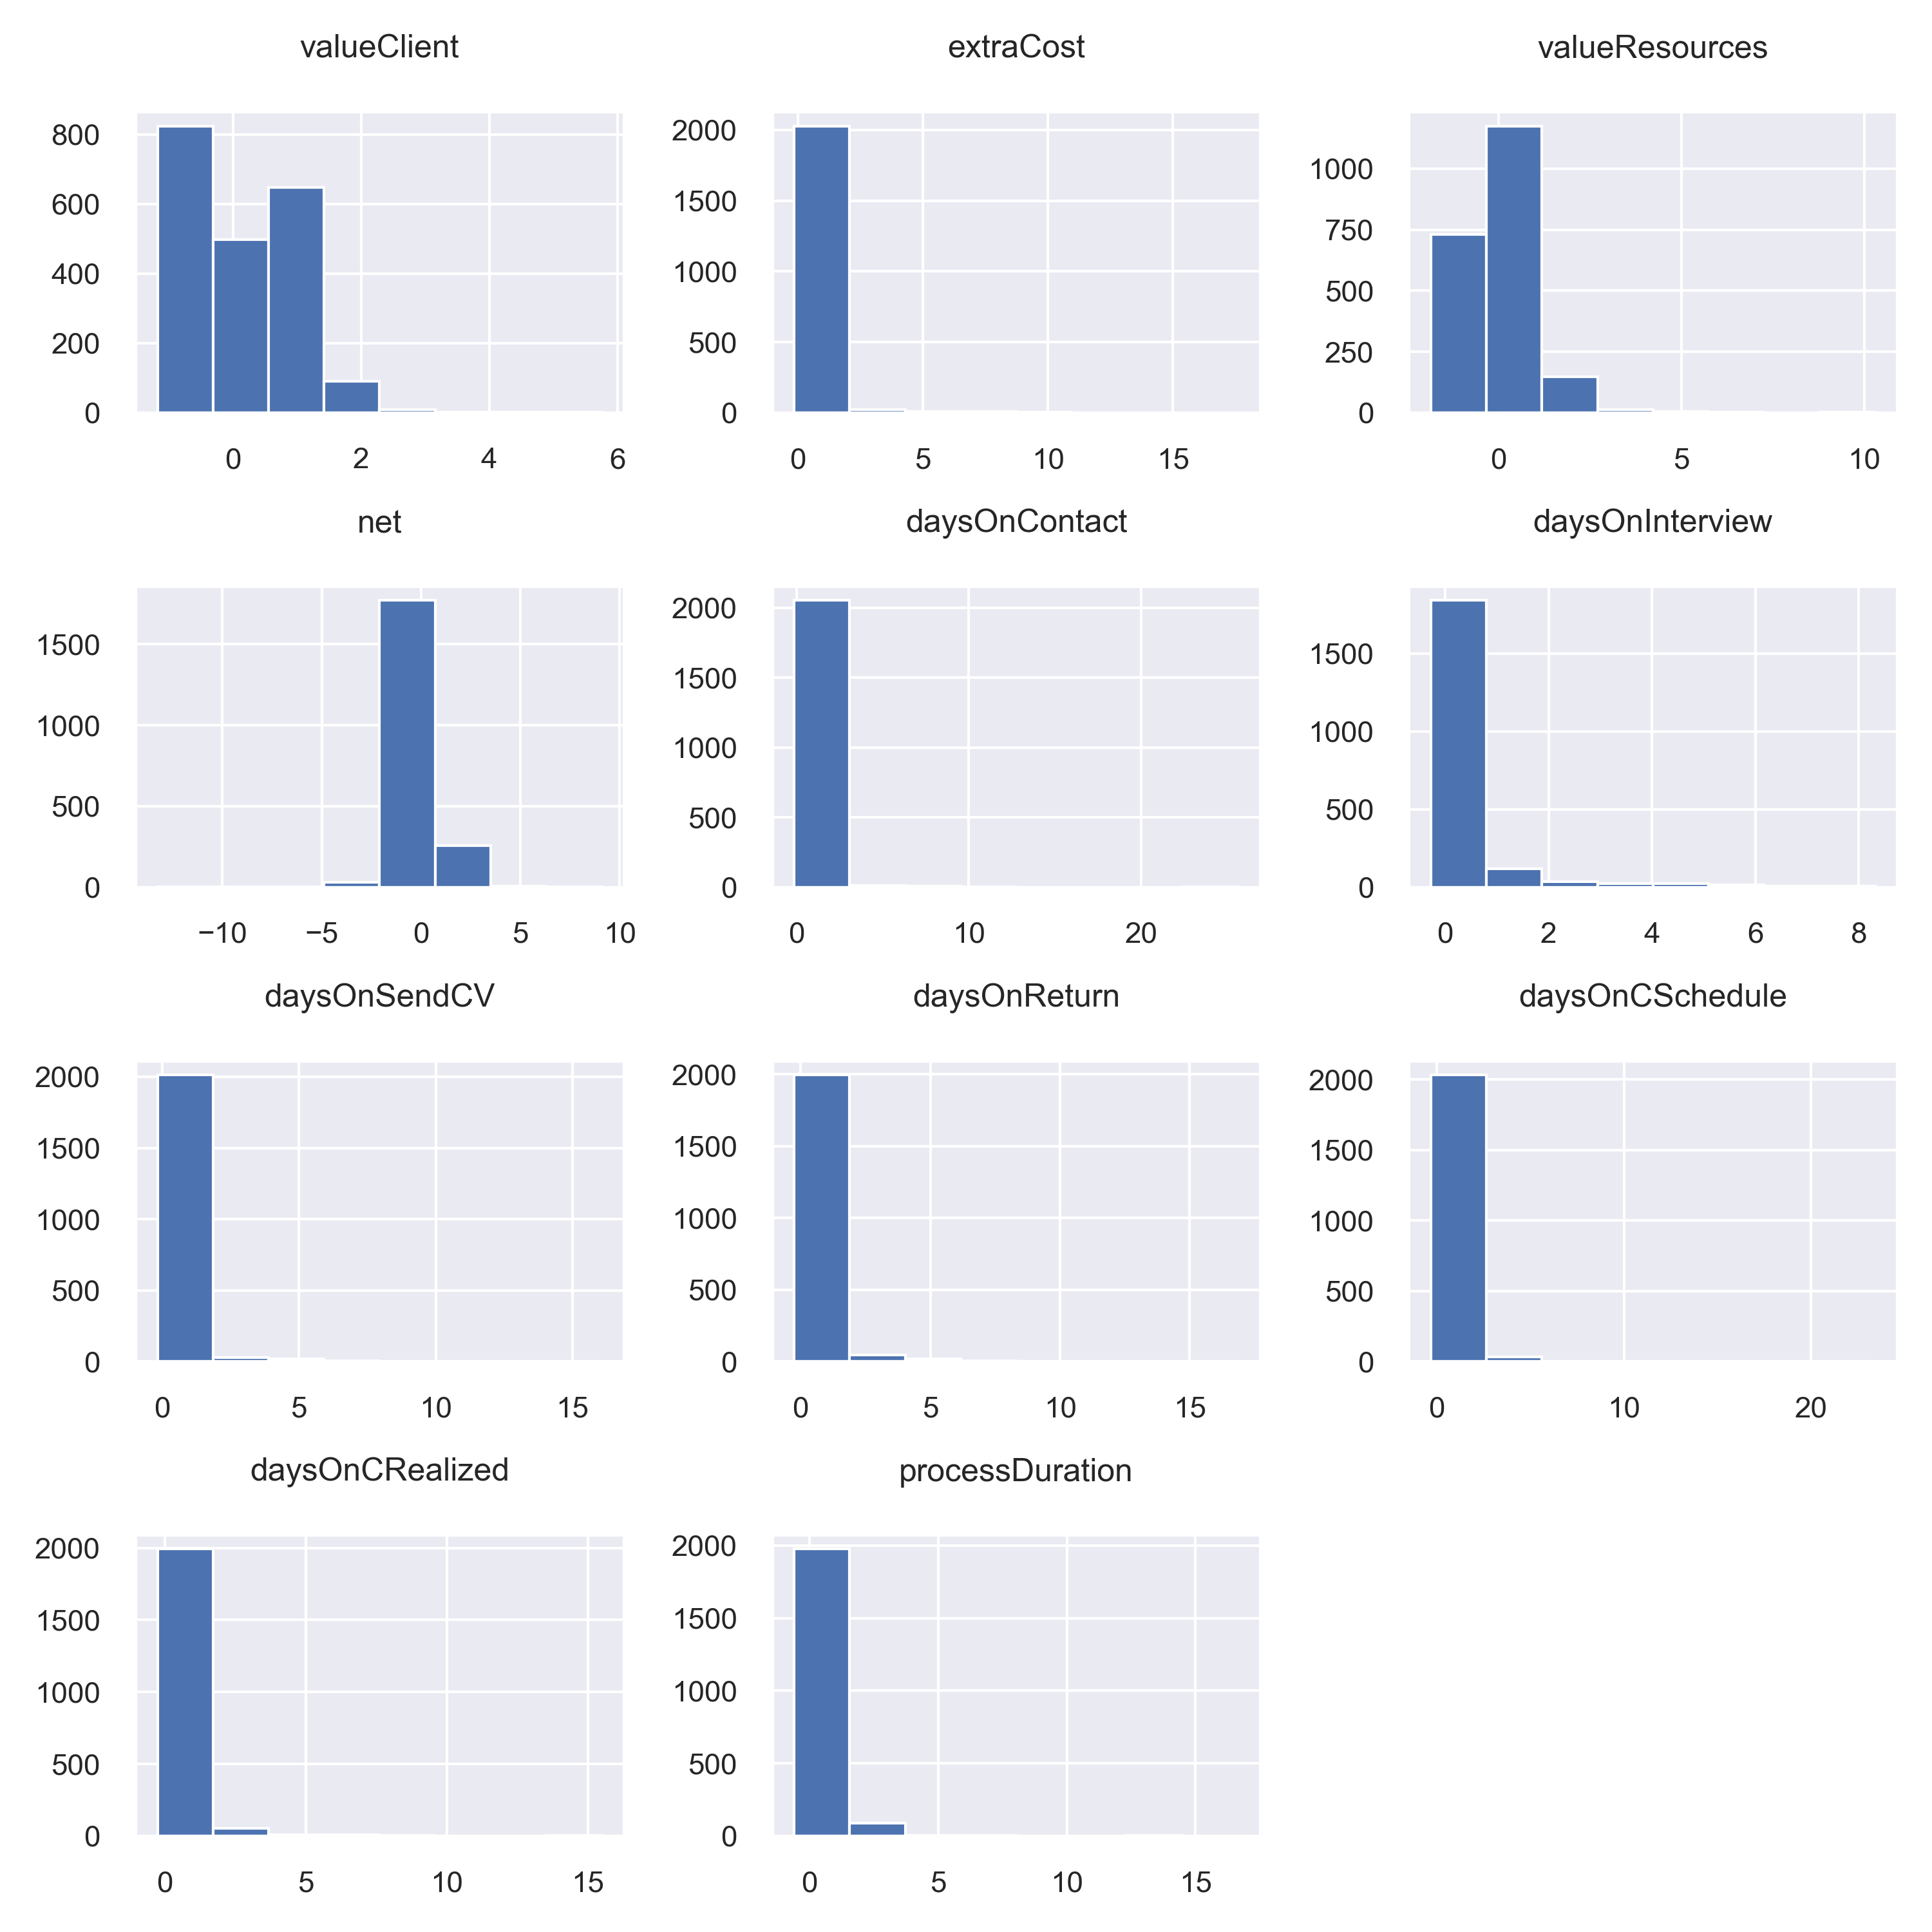 valueClient
extraCost
valueResources
800
600
400
200
0
0 2 4 6
2000
1500
1000
500
0
0 5 10 15
1000
750
500
250
0
0 5 10
net
daysOnContact
daysOnInterview
1500
1000
500
0
−10 −5 0 5 10
2000
1500
1000
500
0
0 10 20
1500
1000
500
0
0 2 4 6 8
daysOnSendCV
daysOnReturn
daysOnCSchedule
2000
1500
1000
500
0
0 5 10 15
2000
1500
1000
500
0
0 5 10 15
2000
1500
1000
500
0
0 10 20
daysOnCRealized
processDuration
2000
1500
1000
500
0
0 5 10 15
2000
1500
1000
500
0
0 5 10 15